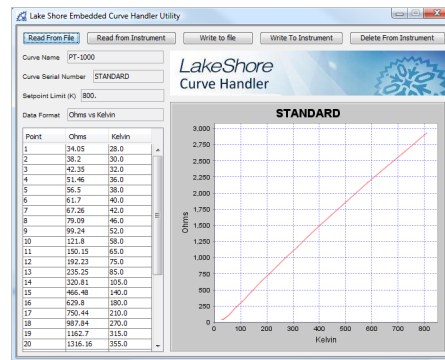 Lake Shore Embedded Curve Handler Utility
Read From File Read from Instrument Write to file Write To Instrument Delete From Instrument
Curve Name PT-1000
Curve Serial Number STANDARD
Setpoint Limit (K) 800.
Data Format Ohms vs Kelvin
LakeShore
Curve Handler
Point Ohms Kelvin
1 34.05 28.0
2 38.2 30.0
3 42.35 32.0
4 51.46 36.0
5 56.5 38.0
6 61.7 40.0
7 67.26 42.0
8 79.09 46.0
9 99.24 52.0
10 121.8 58.0
11 150.15 65.0
12 192.23 75.0
13 235.25 85.0
14 320.81 105.0
15 466.48 140.0
16 629.8 180.0
17 750.44 210.0
18 987.84 270.0
19 1162.7 315.0
20 1316.16 355.0
STANDARD
Ohms
3,000
2,750
2,500
2,250
2,000
1,750
1,500
1,250
1,000
750
500
250
0
0 100 200 300 400 500 600 700 800
Kelvin